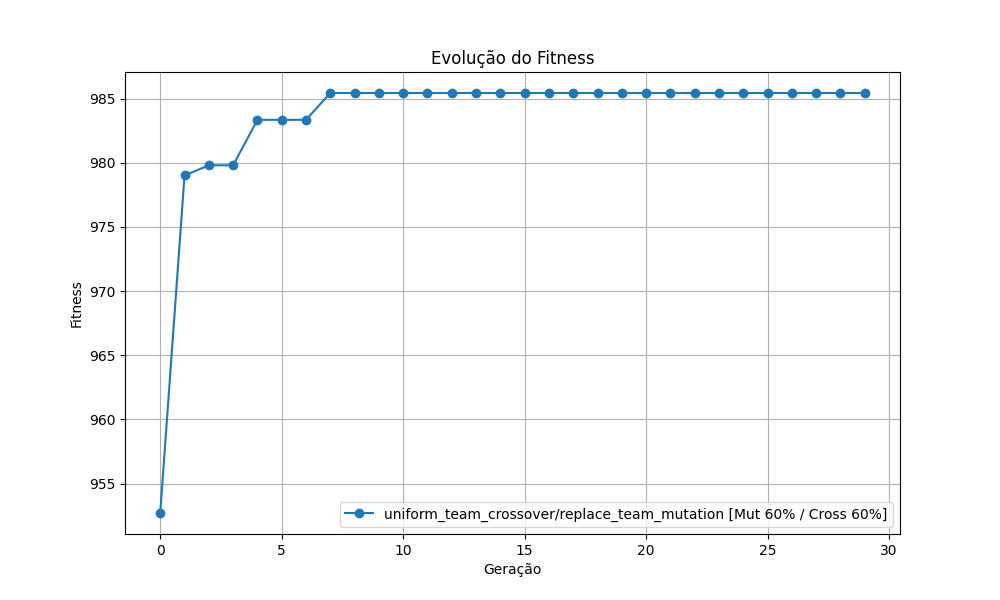 Evolução do Fitness
985
980
975
970
965
960
955
Fitness
uniform_team_crossover/replace_team_mutation [Mut 60% / Cross 60%]
0 5 10 15 20 25 30
Geração